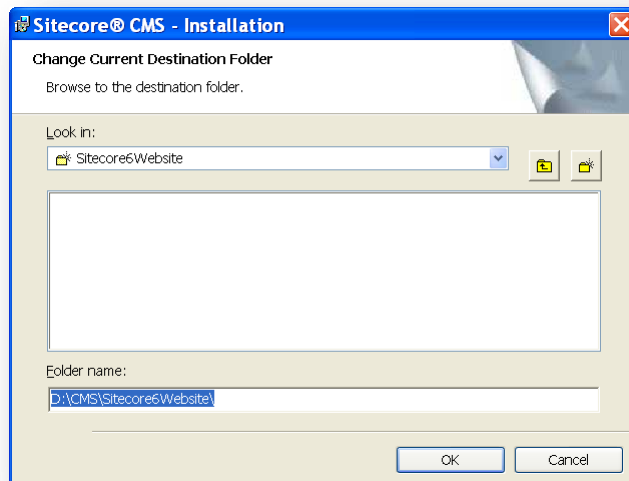 Sitecore® CMS - Installation
Change Current Destination Folder
Browse to the destination folder.
Look in:
Sitecore6Website
Folder name:
D:\CMS\Sitecore6Website\
OK Cancel